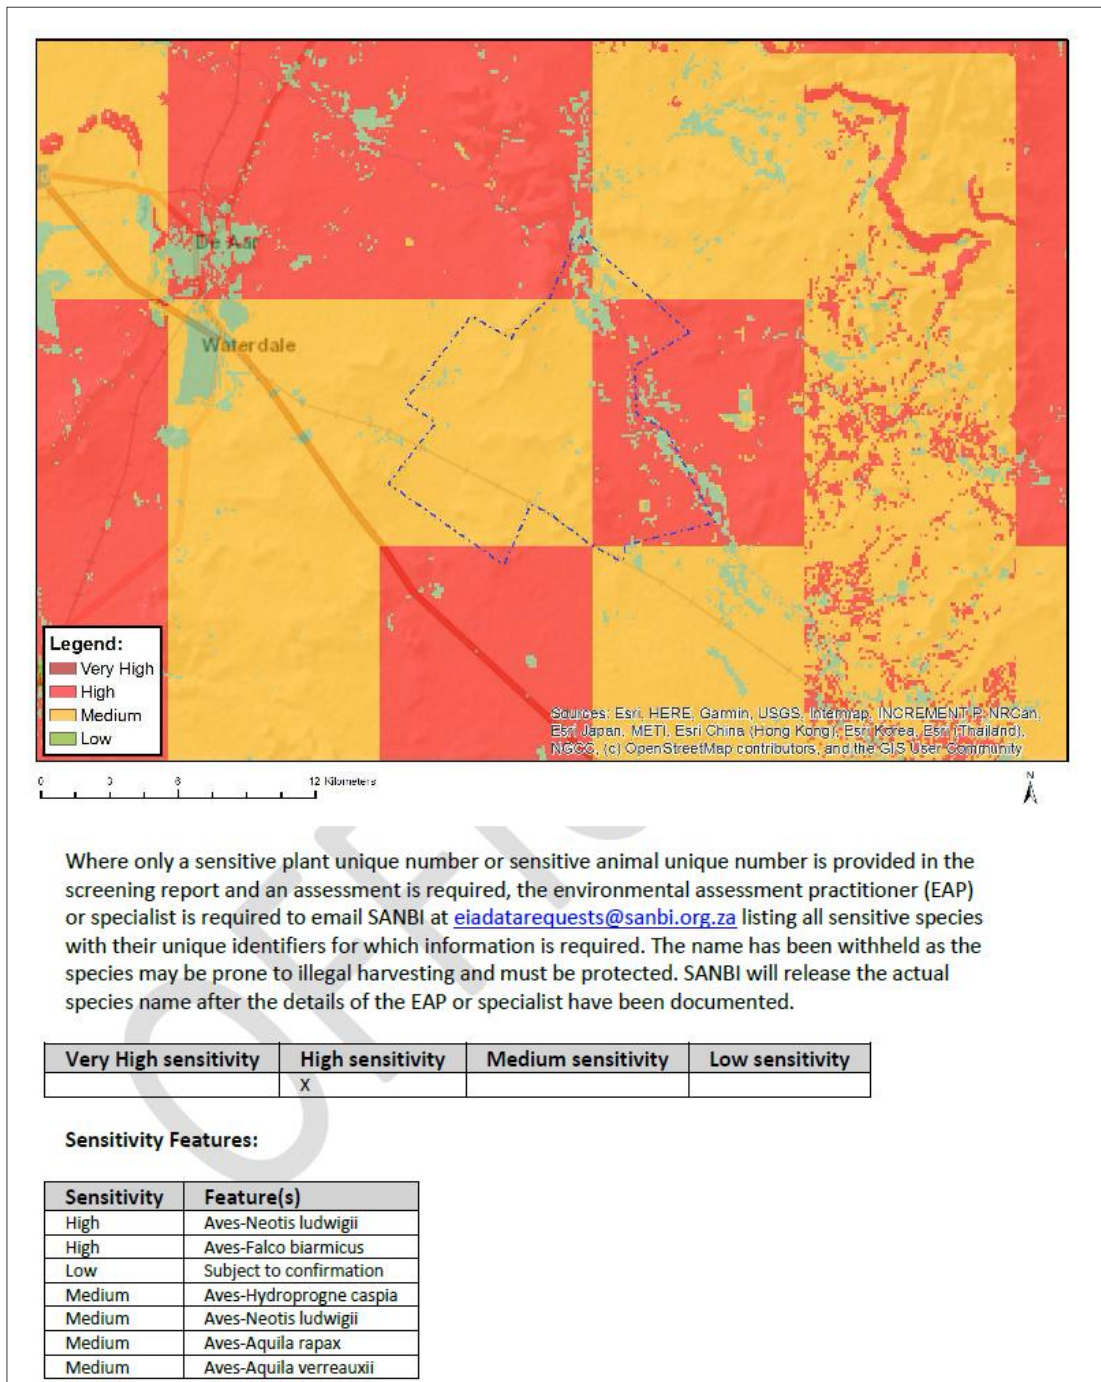 De Aar
Waterdale
Legend:
Very High
High
Medium
Low
Sources: Esri, HERE, Garmin, USGS, Intermap, INCREMENT P, NRCan,
Esri Japan, METI, Esri China (Hong Kong), Esri Korea, Esri (Thailand),
NGCC, (c) OpenStreetMap contributors, and the GIS User Community
0 3 6 12 Kilometers
N
Where only a sensitive plant unique number or sensitive animal unique number is provided in the
screening report and an assessment is required, the environmental assessment practitioner (EAP)
or specialist is required to email SANBI at eiadatarequests@sanbi.org.za listing all sensitive species
with their unique identifiers for which information is required. The name has been withheld as the
species may be prone to illegal harvesting and must be protected. SANBI will release the actual
species name after the details of the EAP or specialist have been documented.
Very High sensitivity High sensitivity Medium sensitivity Low sensitivity
X
Sensitivity Features:
Sensitivity Feature(s)
High Aves-Neotis ludwigii
High Aves-Falco biarmicus
Low Subject to confirmation
Medium Aves-Hydroprogne caspia
Medium Aves-Neotis ludwigii
Medium Aves-Aquila rapax
Medium Aves-Aquila verreauxii